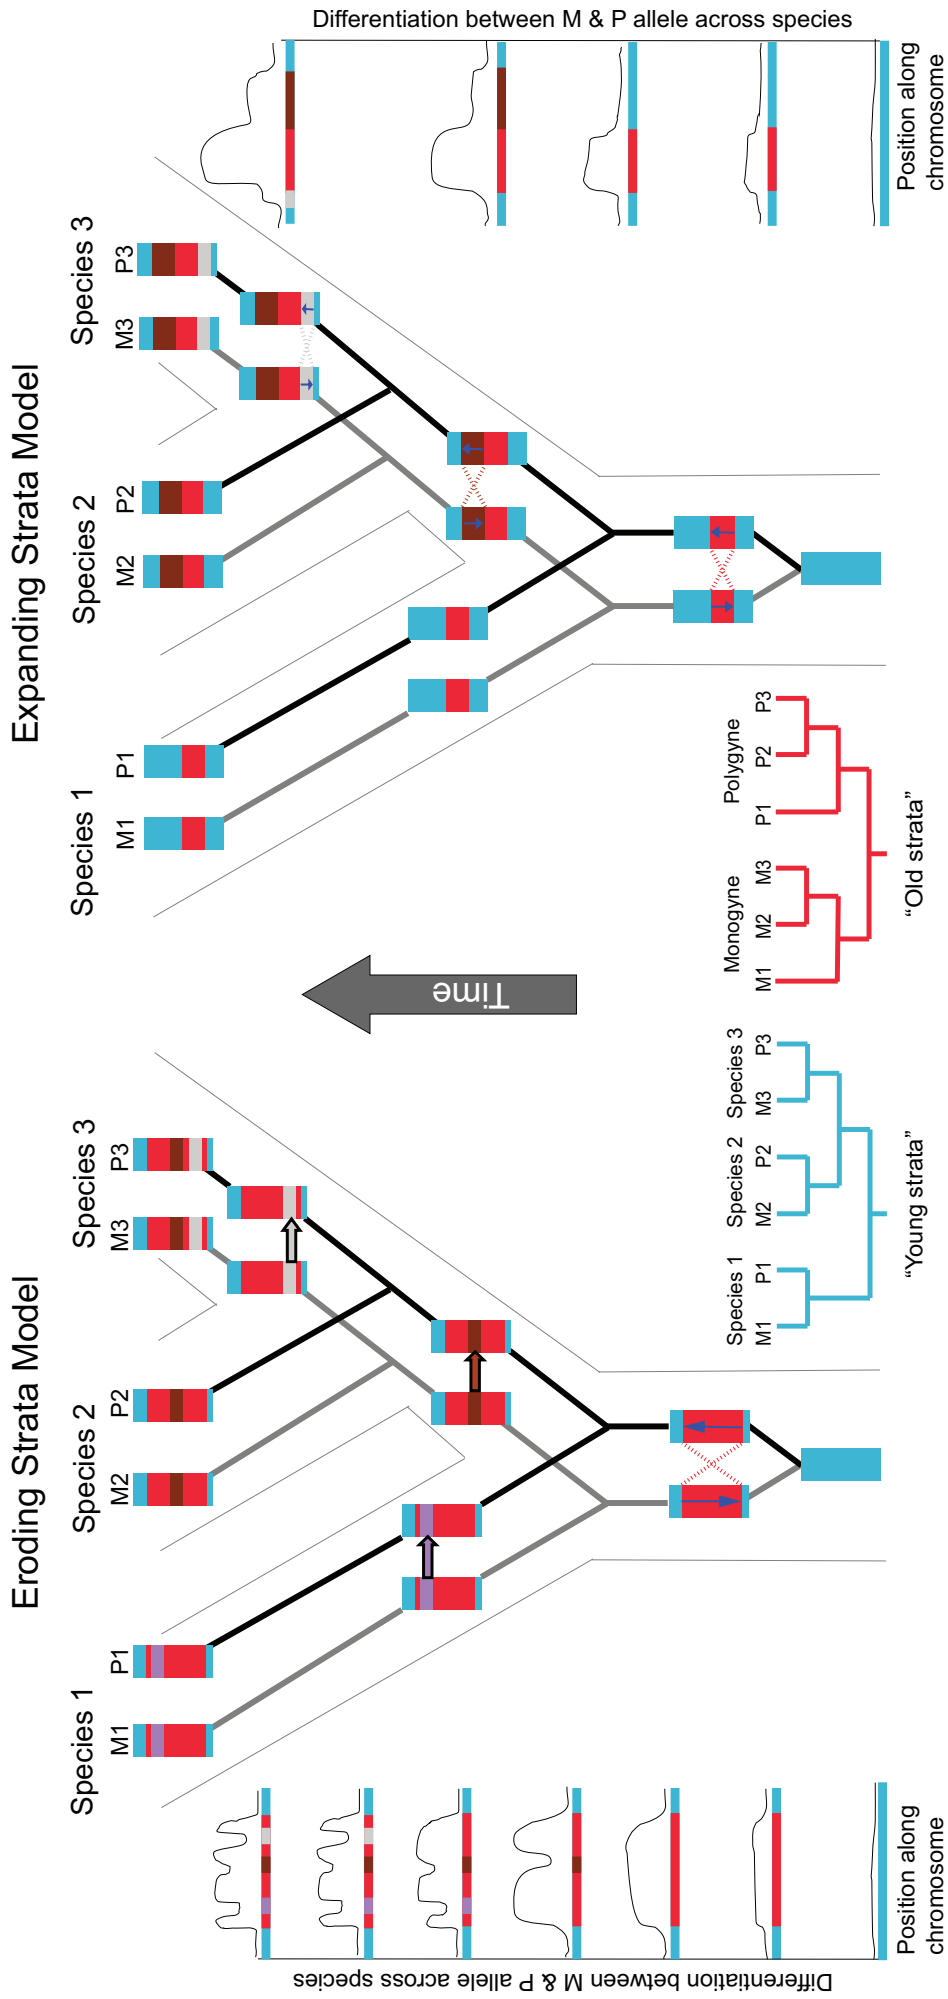 Eroding Strata Model
Species 1
Species 2
Species 3
M1
P1
M2
P2
M3
P3
Differentiation between M & P allele across species
Position along
chromosome
Time
Expanding Strata Model
Species 1
Species 2
Species 3
M1
P1
M2
P2
M3
P3
Differentiation between M & P allele across species
Position along
chromosome
Species 1
Species 2
Species 3
M1
P1
M2
P2
M3
P3
“Young strata”
Monogyne
Polygyne
M1
M2
M3
P1
P2
P3
“Old strata”